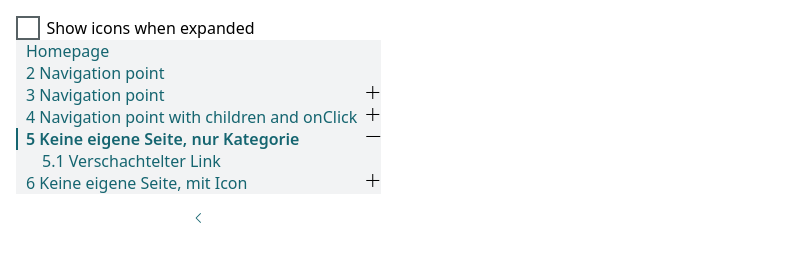 Show icons when expanded
Homepage
2 Navigation point
3 Navigation point
4 Navigation point with children and onClick
5 Keine eigene Seite, nur Kategorie
5.1 Verschachtelter Link
6 Keine eigene Seite, mit Icon